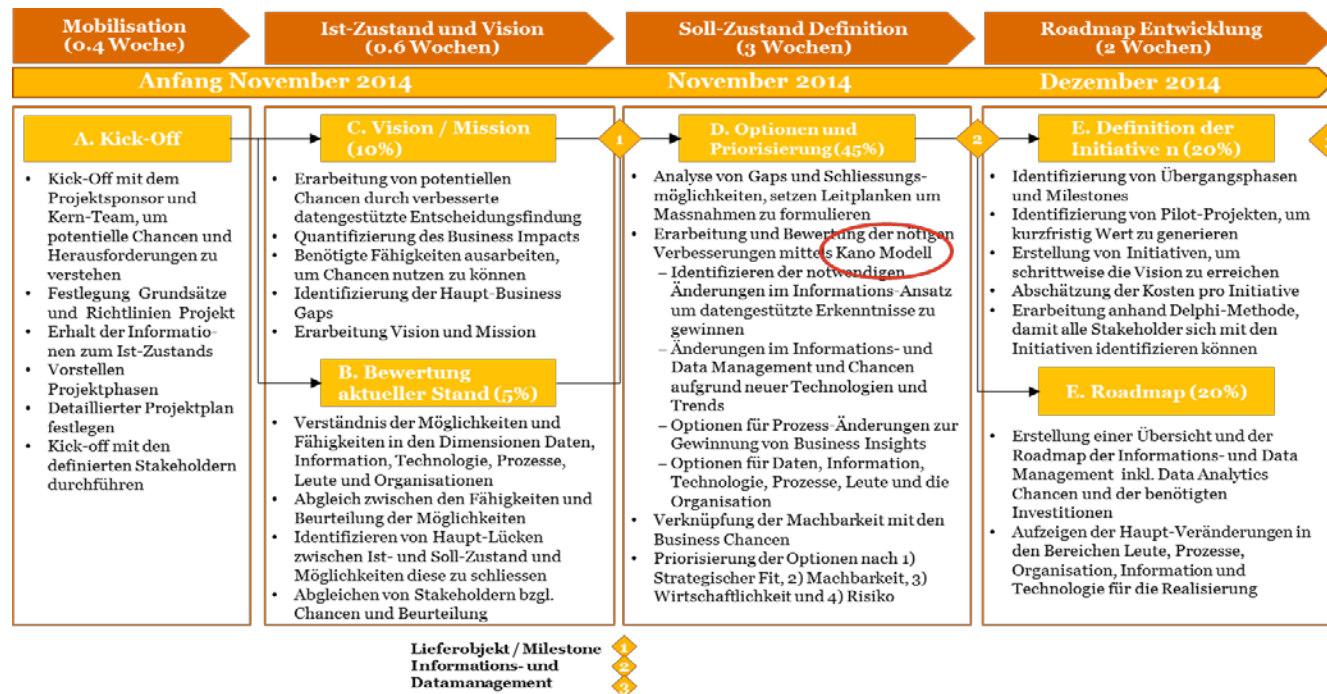 Mobilisation
(0.4 Woche)
Ist-Zustand und Vision
(0.6 Wochen)
Soll-Zustand Definition
(3 Wochen)
Roadmap Entwicklung
(2 Wochen)
Anfang November 2014
November 2014
Dezember 2014
A. Kick-Off
• Kick-Off mit dem
Projektsponsor und
Kern-Team, um
potentielle Chancen und
Herausforderungen zu
verstehen
• Festlegung Grundsätze
und Richtlinien Projekt
• Erhalt der Informatio-
nen zum Ist-Zustands
• Vorstellen
Projektphasen
• Detaillierter Projektplan
festlegen
• Kick-off mit den
definierten Stakeholdern
durchführen
C. Vision / Mission
(10%)
• Erarbeitung von potentiellen
Chancen durch verbesserte
datengestützte Entscheidungsfindung
• Quantifizierung des Business Impacts
• Benötigte Fähigkeiten ausarbeiten,
um Chancen nutzen zu können
• Identifizierung der Haupt-Business
Gaps
• Erarbeitung Vision und Mission
B. Bewertung
aktueller Stand (5%)
• Verständnis der Möglichkeiten und
Fähigkeiten in den Dimensionen Daten,
Information, Technologie, Prozesse,
Leute und Organisationen
• Abgleich zwischen den Fähigkeiten und
Beurteilung der Möglichkeiten
• Identifizieren von Haupt-Lücken
zwischen Ist- und Soll-Zustand und
Möglichkeiten diese zu schliessen
• Abgleichen von Stakeholdern bzgl.
Chancen und Beurteilung
1
D. Optionen und
Priorisierung (45%)
• Analyse von Gaps und Schliessungs-
möglichkeiten, setzen Leitplanken um
Massnahmen zu formulieren
• Erarbeitung und Bewertung der nötigen
Verbesserungen mittels Kano Modell
– Identifizieren der notwendigen
Änderungen im Informations-Ansatz
um datengestützte Erkenntnisse zu
gewinnen
– Änderungen im Informations- und
Data Management und Chancen
aufgrund neuer Technologien und
Trends
– Optionen für Prozess-Änderungen zur
Gewinnung von Business Insights
– Optionen für Daten, Information,
Technologie, Prozesse, Leute und die
Organisation
• Verknüpfung der Machbarkeit mit den
Business Chancen
• Priorisierung der Optionen nach 1)
Strategischer Fit, 2) Machbarkeit, 3)
Wirtschaftlichkeit und 4) Risiko
2
E. Definition der
Initiative n (20%)
• Identifizierung von Übergangsphasen
und Milestones
• Identifizierung von Pilot-Projekten, um
kurzfristig Wert zu generieren
• Erstellung von Initiativen, um
schrittweise die Vision zu erreichen
• Abschätzung der Kosten pro Initiative
• Erarbeitung anhand Delphi-Methode,
damit alle Stakeholder sich mit den
Initiativen identifizieren können
E. Roadmap (20%)
• Erstellung einer Übersicht und der
Roadmap der Informations- und Data
Management inkl. Data Analytics
Chancen und der benötigten
Investitionen
• Aufzeigen der Haupt-Veränderungen in
den Bereichen Leute, Prozesse,
Organisation, Information und
Technologie für die Realisierung
Lieferobjekt / Milestone 1
Informations- und 2
Datamanagement 3